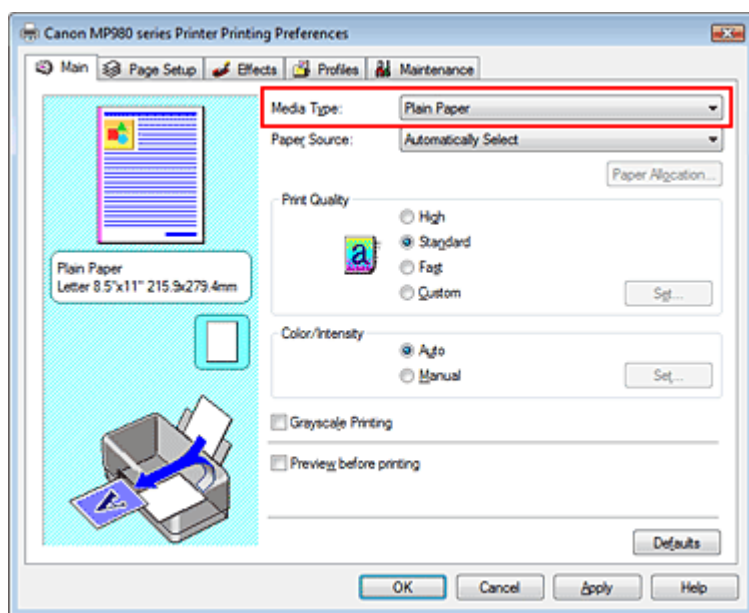 Canon MP980 series Printer Printing Preferences
Main Page Setup Effects Profiles Maintenance
Media Type: Plain Paper
Paper Source: Automatically Select
Paper Allocation...
Print Quality
High
Standard
Fast
Custom Set...
Plain Paper
Letter 8.5"x11" 215.9x279.4mm
Color/Intensity
Auto
Manual Set...
Grayscale Printing
Preview before printing
Defaults
OK Cancel Apply Help